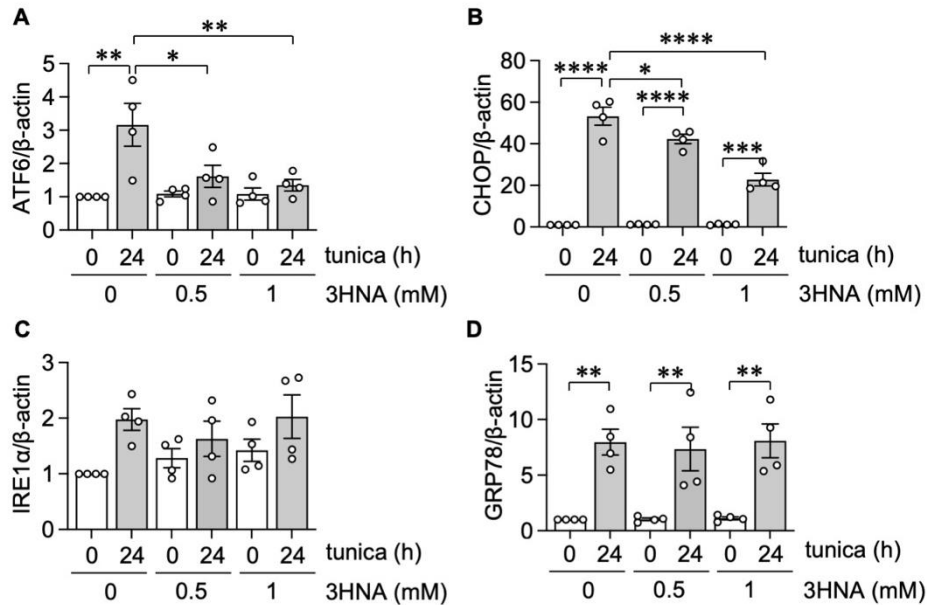 A
ATF6/β-actin
5
4
3
2
1
0
**
*
**
0 24 0 24 0 24 tunica (h)
0 0.5 1 3HNA (mM)
B
CHOP/β-actin
80
60
40
20
0
****
*
****
****
***
0 24 0 24 0 24 tunica (h)
0 0.5 1 3HNA (mM)
C
IRE1α/β-actin
3
2
1
0
0 24 0 24 0 24 tunica (h)
0 0.5 1 3HNA (mM)
D
GRP78/β-actin
15
10
5
0
**
**
**
0 24 0 24 0 24 tunica (h)
0 0.5 1 3HNA (mM)